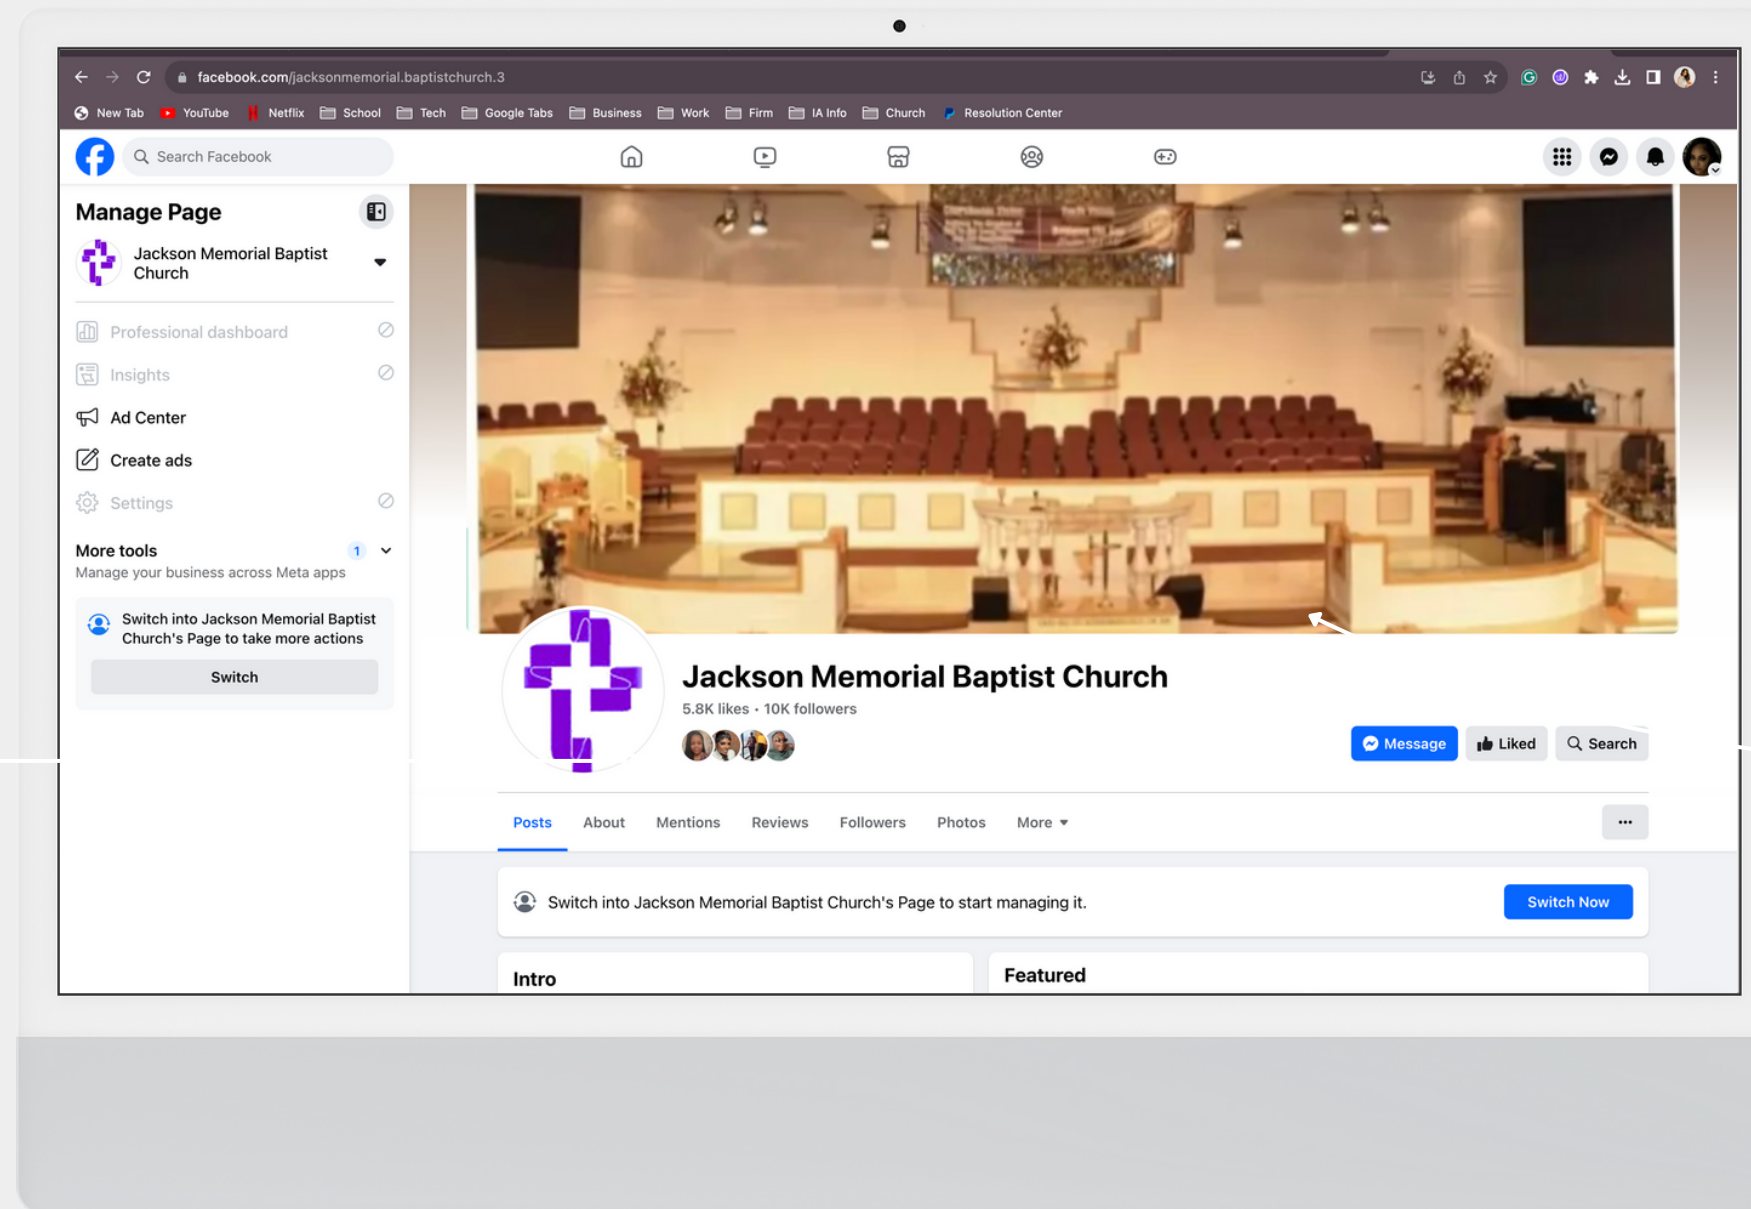 facebook.com/jacksonmemorial.baptistchurch.3
New Tab YouTube Netflix School Tech Google Tabs Business Work Firm IA Info Church Resolution Center
Search Facebook
Manage Page
Jackson Memorial Baptist
Church
Professional dashboard
Insights
Ad Center
Create ads
Settings
More tools 1
Manage your business across Meta apps
Switch into Jackson Memorial Baptist
Church's Page to take more actions
Switch
Jackson Memorial Baptist Church
5.8K likes · 10K followers
Message Liked Search
Posts About Mentions Reviews Followers Photos More
Switch into Jackson Memorial Baptist Church's Page to start managing it.
Switch Now
Intro
Featured